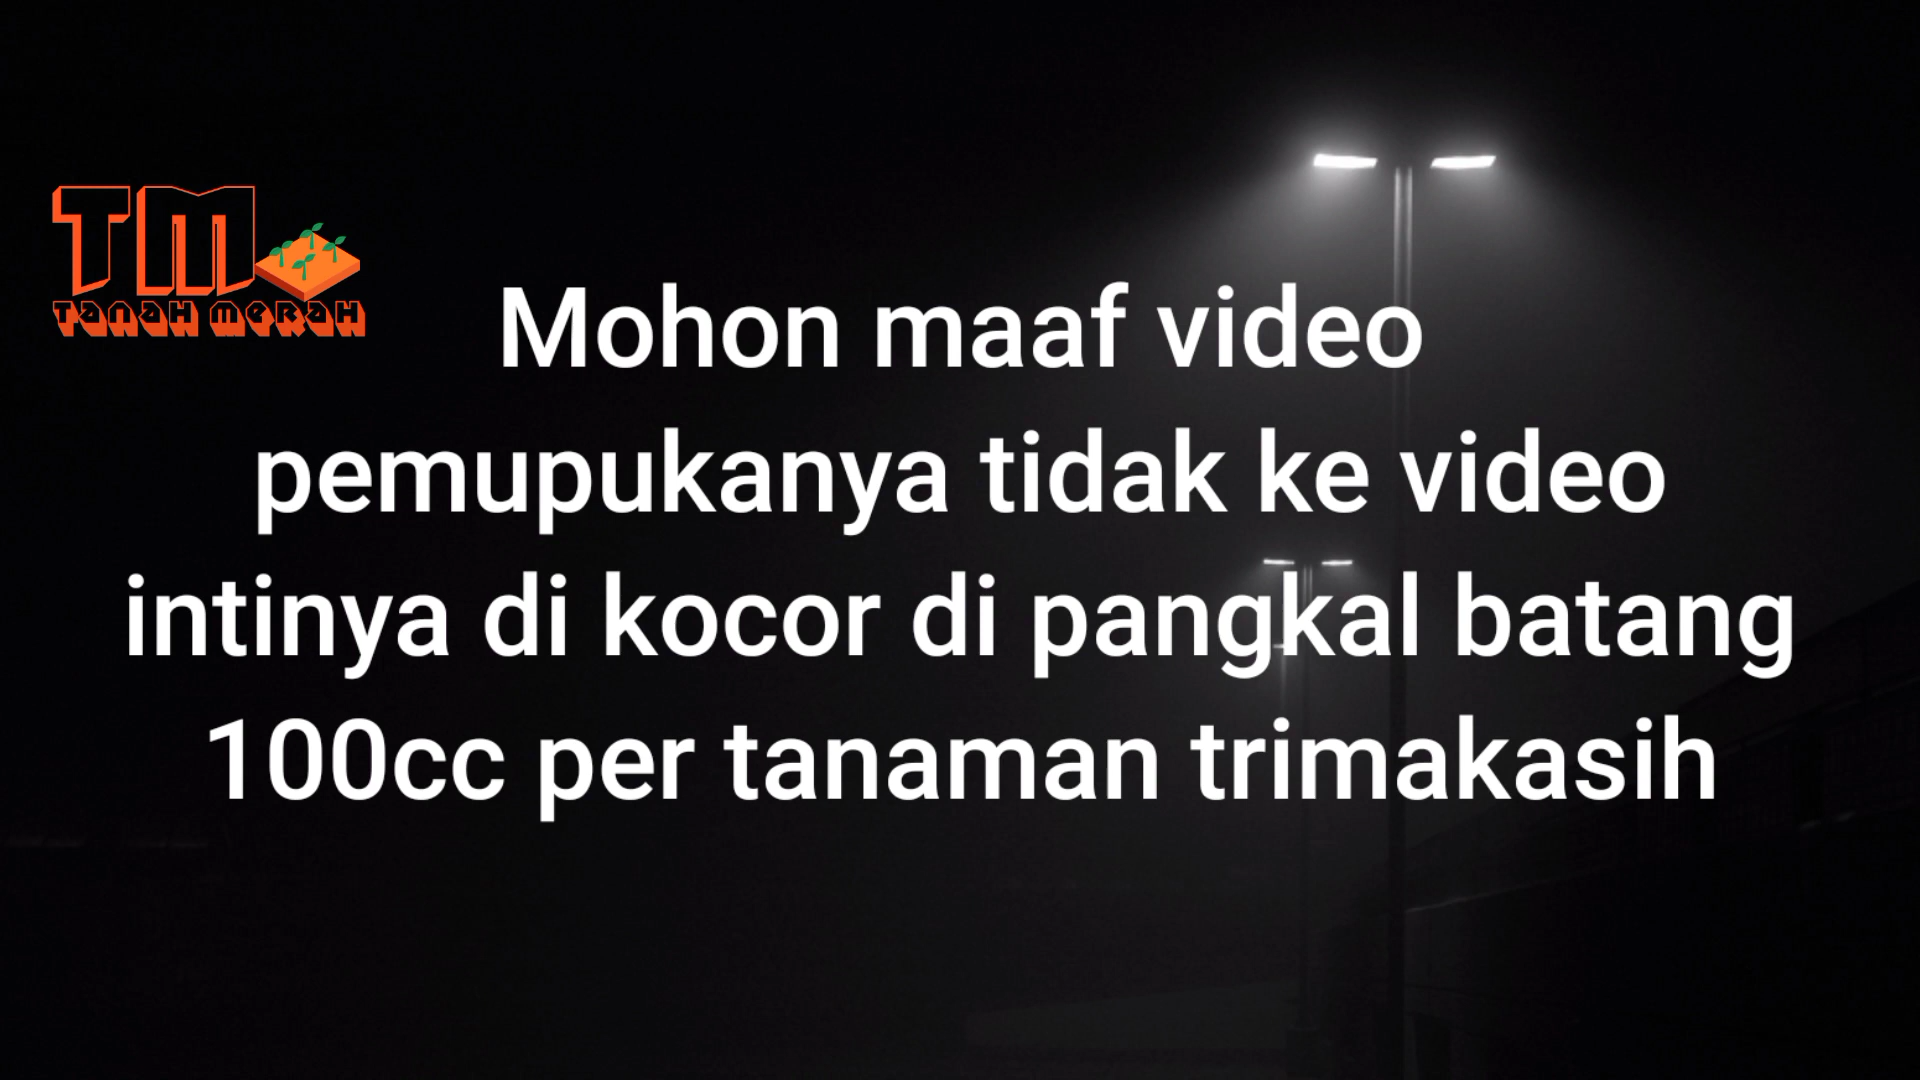 TM
TANAH MERAH
Mohon maaf video
pemupukanya tidak ke video
intinya di kocor di pangkal batang
100cc per tanaman trimakasih